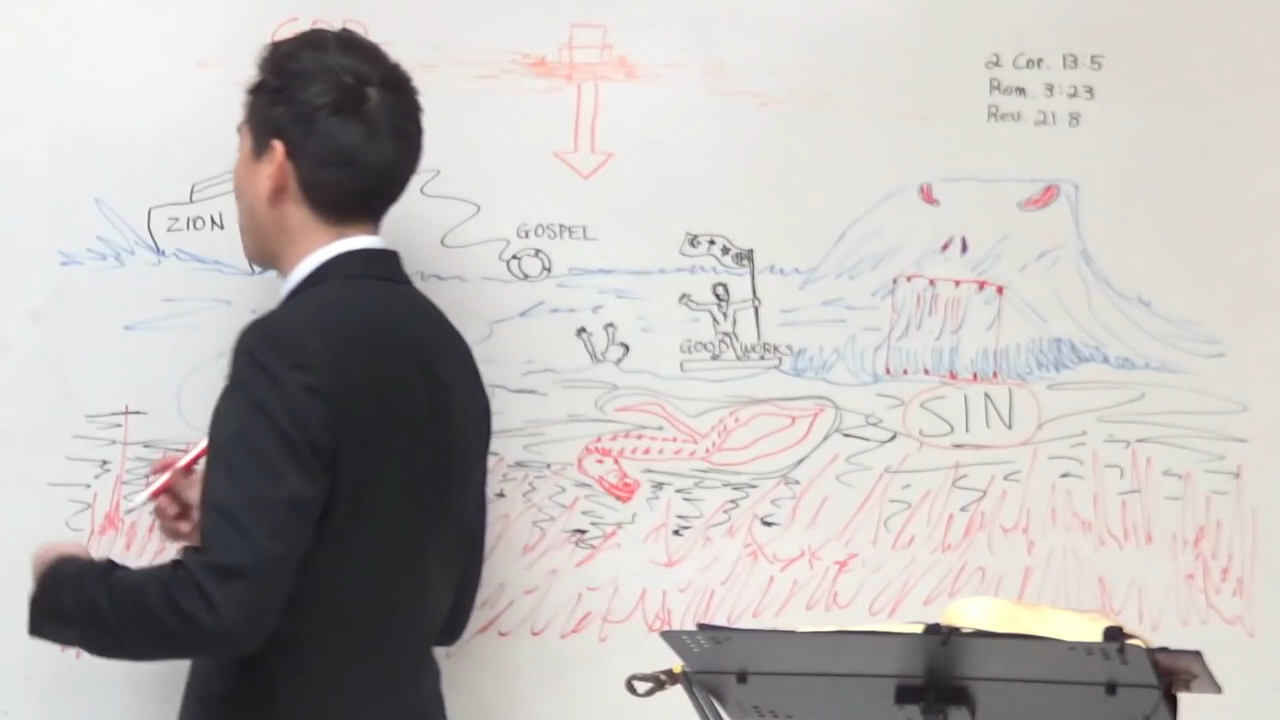 GOD
2 Cor. 13:5
Rom. 3:23
Rev. 21:8
ZION
GOSPEL
GOOD WORKS
SIN